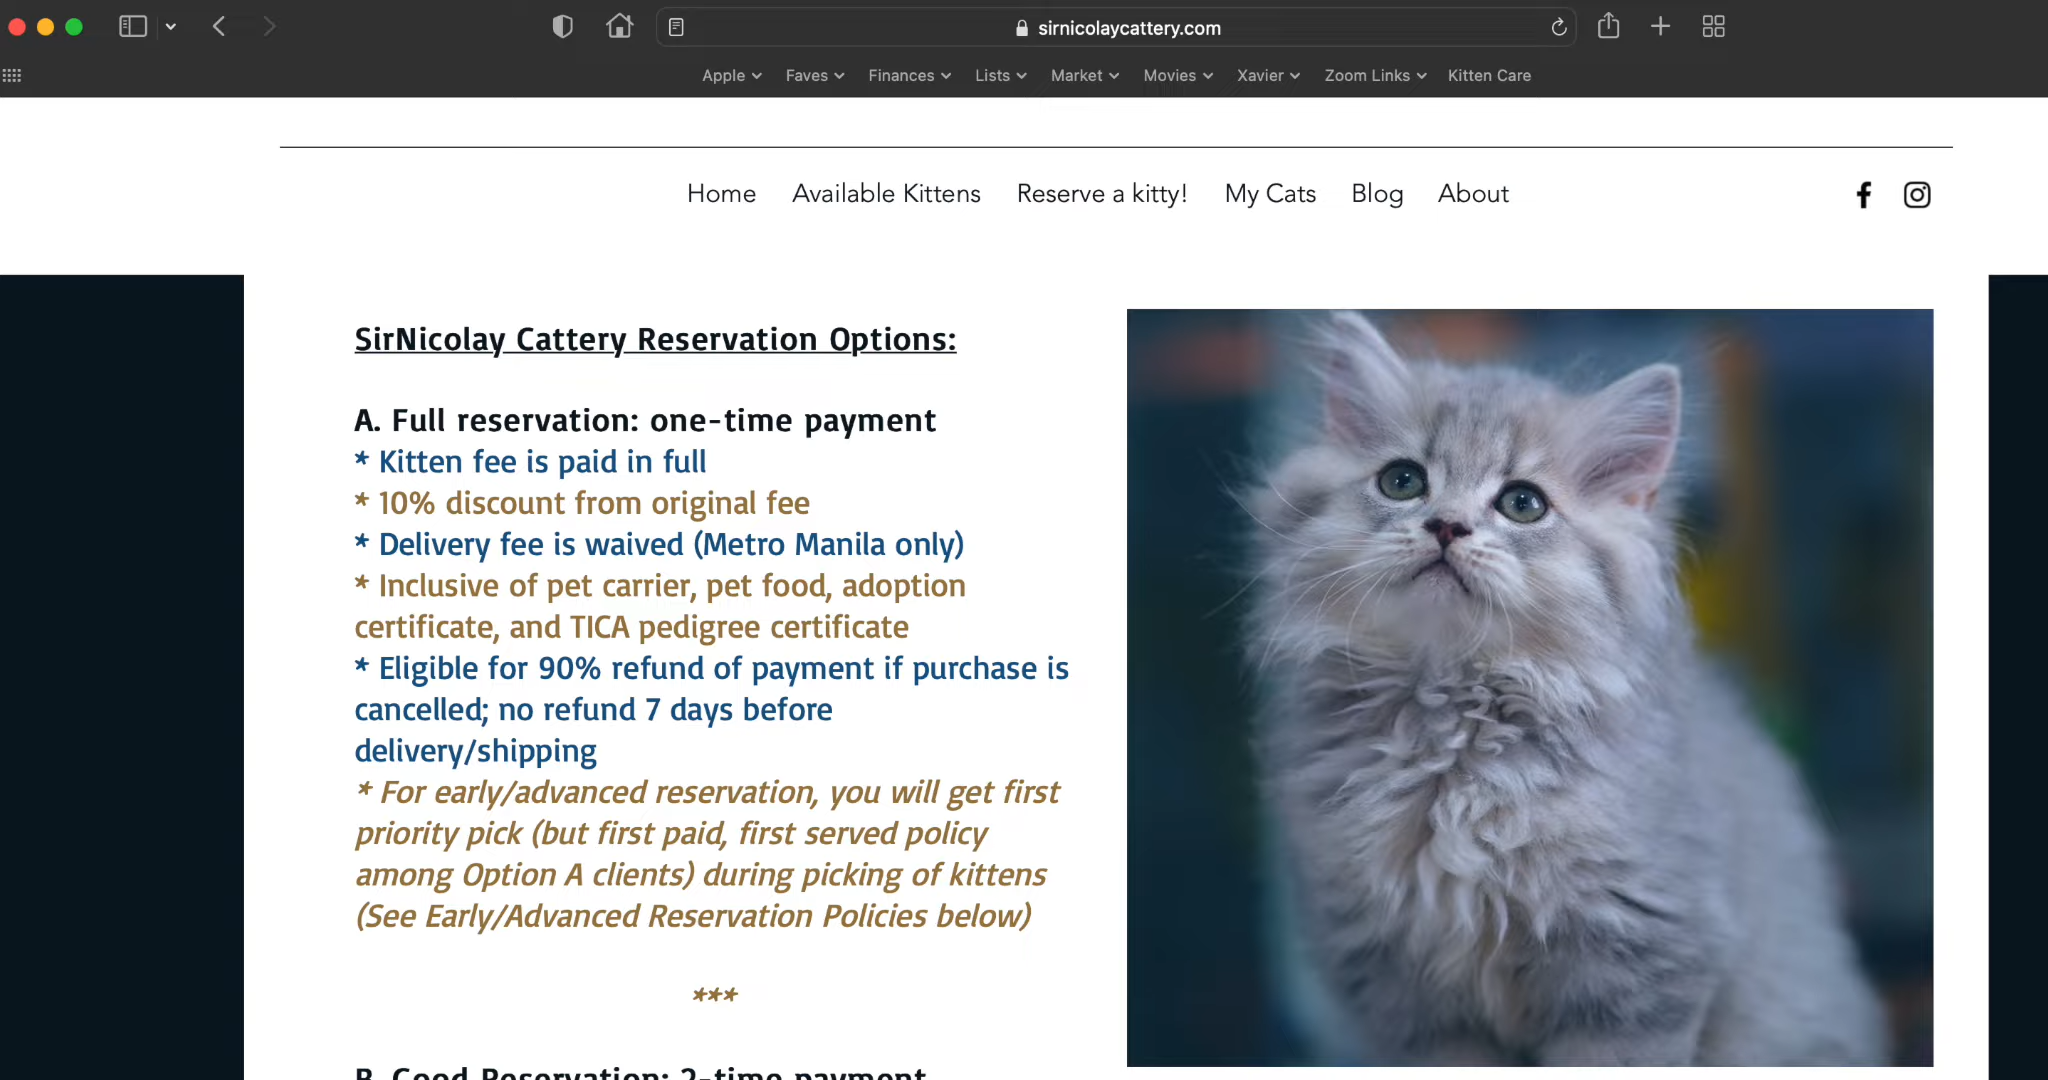 sirnicolaycattery.com
Apple Faves Finances Lists Market Movies Xavier Zoom Links Kitten Care
Home Available Kittens Reserve a kitty! My Cats Blog About
SirNicolay Cattery Reservation Options:
A. Full reservation: one-time payment
* Kitten fee is paid in full
* 10% discount from original fee
* Delivery fee is waived (Metro Manila only)
* Inclusive of pet carrier, pet food, adoption
certificate, and TICA pedigree certificate
* Eligible for 90% refund of payment if purchase is
cancelled; no refund 7 days before
delivery/shipping
* For early/advanced reservation, you will get first
priority pick (but first paid, first served policy
among Option A clients) during picking of kittens
(See Early/Advanced Reservation Policies below)
***
B. Good Reservation: 2-time payment